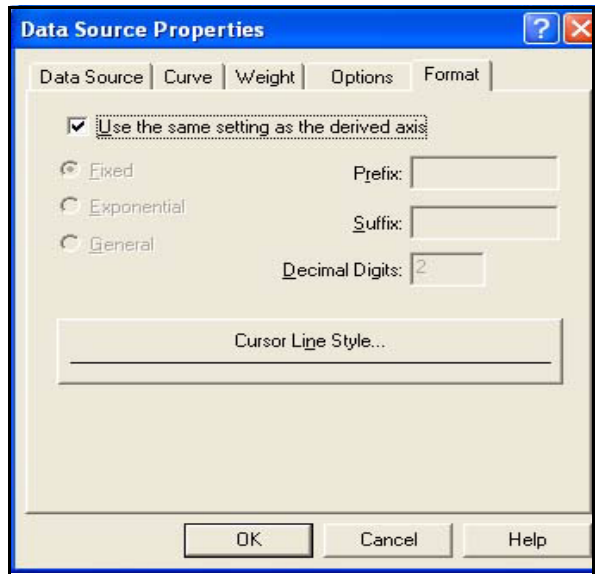 Data Source Properties
Data Source Curve Weight Options Format
Use the same setting as the derived axis
Fixed
Prefix:
Exponential
Suffix:
General
Decimal Digits: 2
Cursor Line Style...
OK Cancel Help